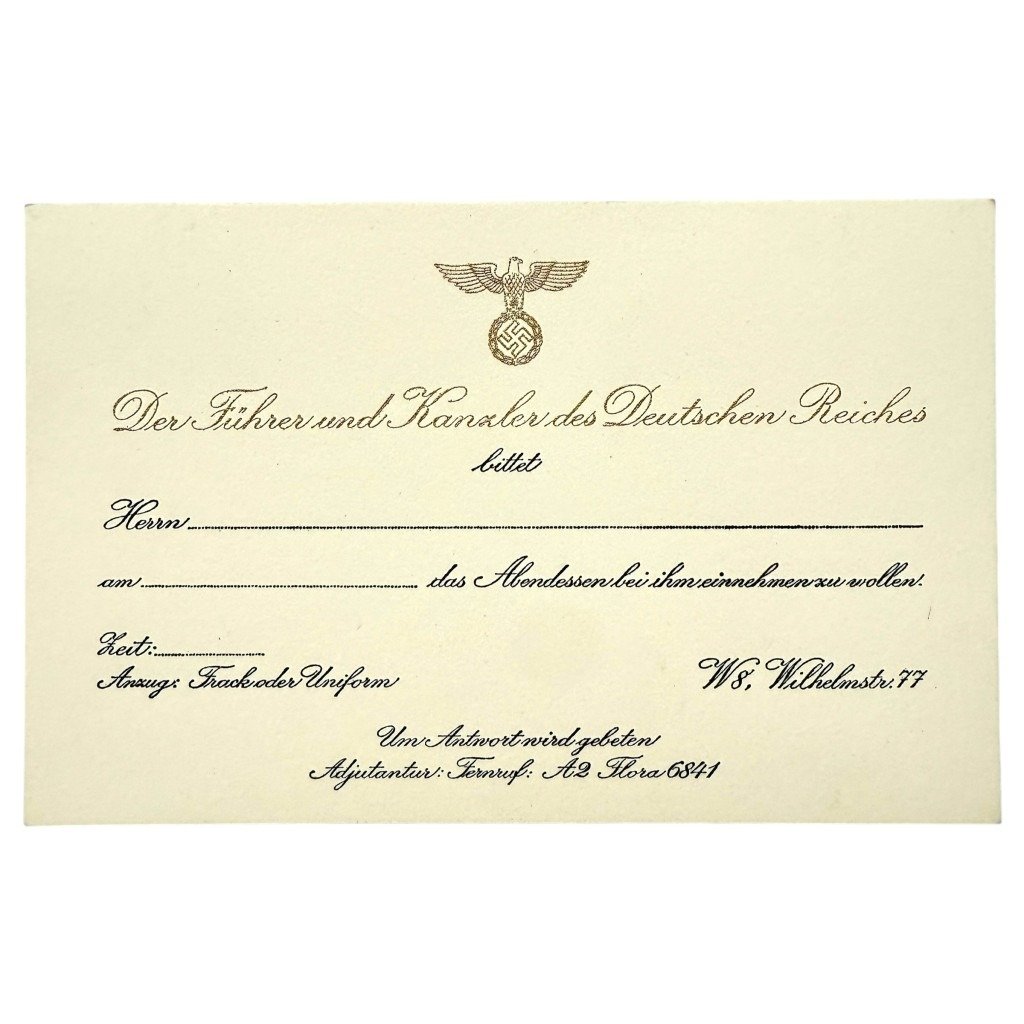 Der Führer und Kanzler des Deutschen Reiches
bittet
Herrn
am das Abendessen bei ihm einnehmen zu wollen.
Zeit:
Anzug: Frack oder Uniform W8, Wilhelmstr. 77
Um Antwort wird gebeten
Adjutantur: Fernruf: A2 Flora 6841